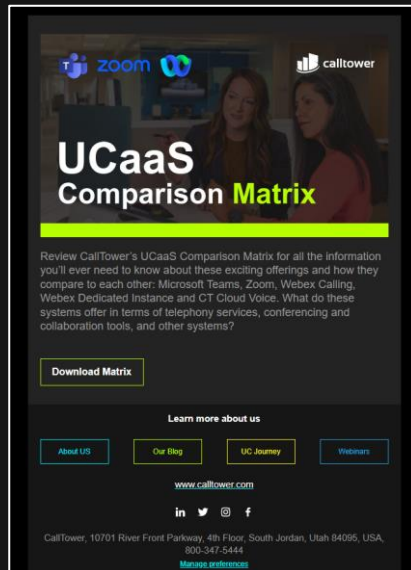 zoom
calltower
UCaaS
Comparison Matrix
Review CallTower's UCaaS Comparison Matrix for all the information
you'll ever need to know about these exciting offerings and how they
compare to each other: Microsoft Teams, Zoom, Webex Calling,
Webex Dedicated Instance and CT Cloud Voice. What do these
systems offer in terms of telephony services, conferencing and
collaboration tools, and other systems?
Download Matrix
Learn more about us
About US Our Blog UC Journey Webinars
www.calltower.com
CallTower, 10701 River Front Parkway, 4th Floor, South Jordan, Utah 84095, USA,
800-347-5444
Manage preferences